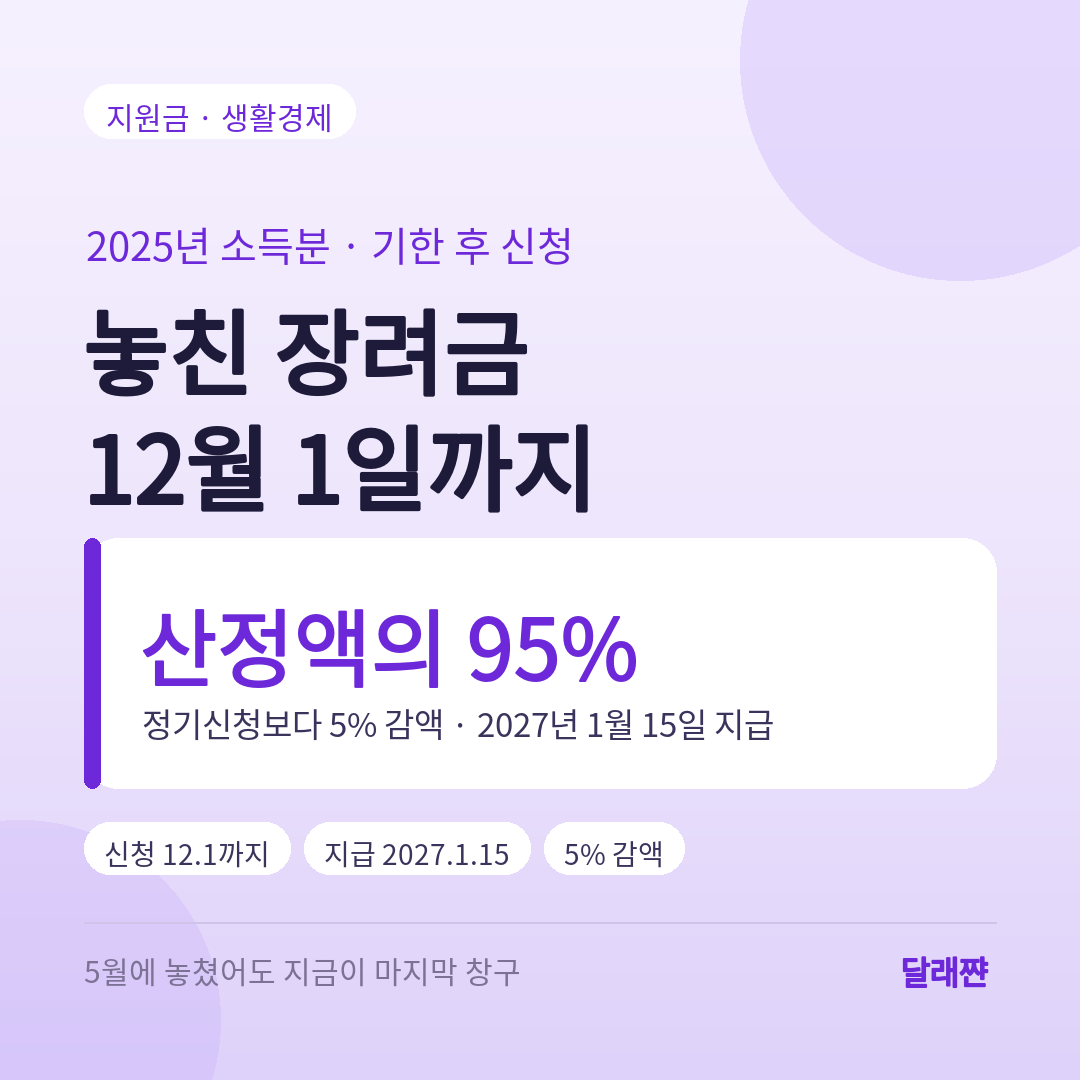 지원금 · 생활경제
2025년 소득분 · 기한 후 신청
놓친 장려금
12월 1일까지
산정액의 95%
정기신청보다 5% 감액 · 2027년 1월 15일 지급
신청 12.1까지
지급 2027.1.15
5% 감액
5월에 놓쳤어도 지금이 마지막 창구
달래쨘